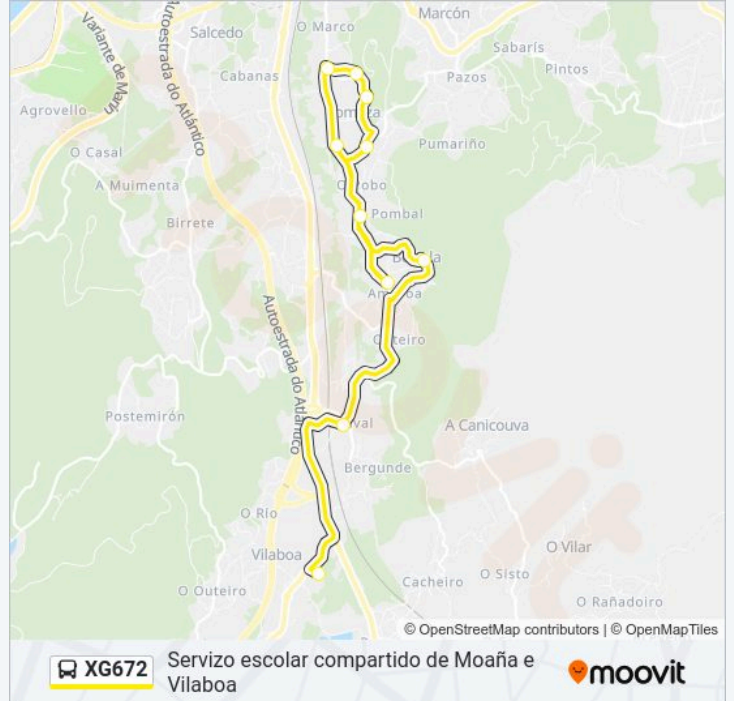 Marcón
O Marco
Salcedo
Sabarís
Cabanas
Pazos
Pintos
Variante de Marín
Autoestrada do Atlántico
Agrovello
Pumariño
O Casal
A Muimenta
Pombal
Birrete
Autoestrada do Atlántico
Postemirón
A Canicouva
Bergunde
O Río
Vilaboa
O Vilar
O Sisto
Cacheiro
O Outeiro
O Rañadoiro
© OpenStreetMap contributors | © OpenMapTiles
XG672
Servizo escolar compartido de Moaña e
Vilaboa
moovit